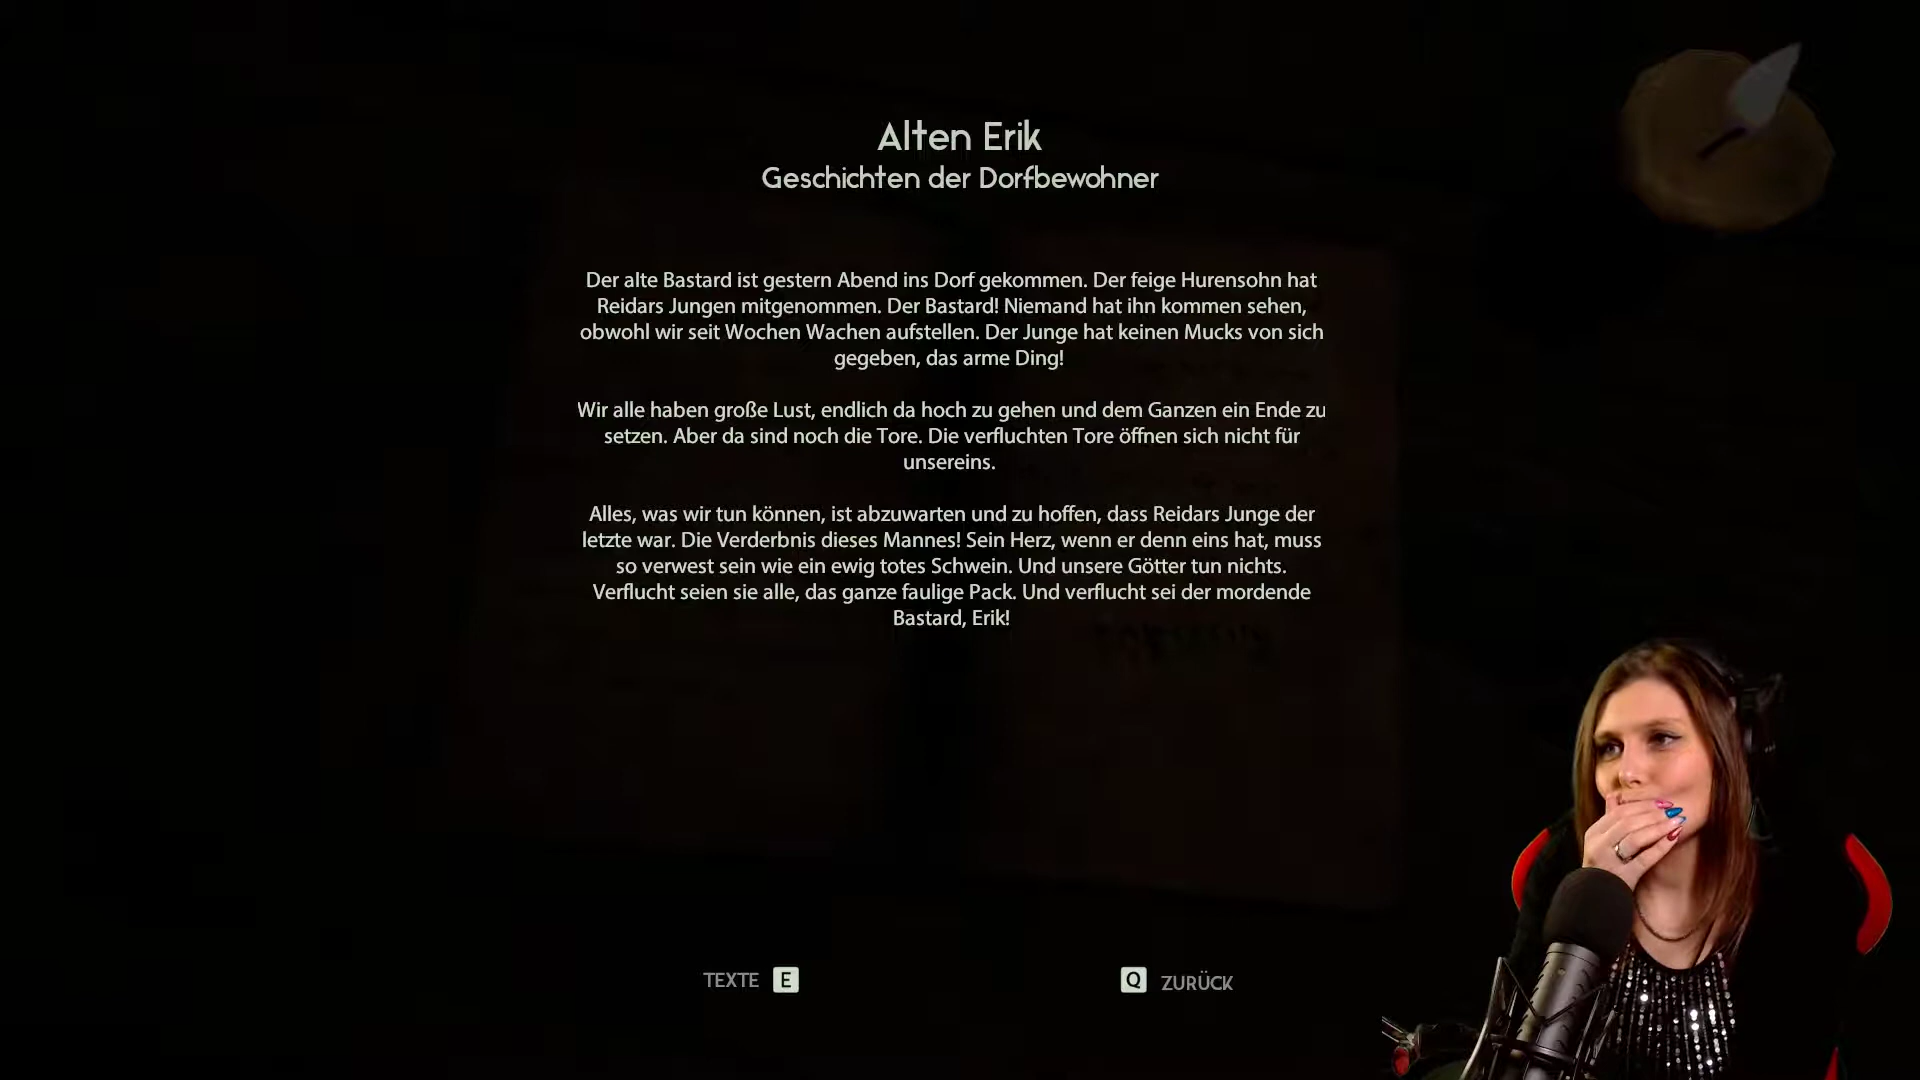 Alten Erik
Geschichten der Dorfbewohner
Der alte Bastard ist gestern Abend ins Dorf gekommen. Der feige Hurensohn hat
Reidars Jungen mitgenommen. Der Bastard! Niemand hat ihn kommen sehen,
obwohl wir seit Wochen Wachen aufstellen. Der Junge hat keinen Mucks von sich
gegeben, das arme Ding!
Wir alle haben große Lust, endlich da hoch zu gehen und dem Ganzen ein Ende zu
setzen. Aber da sind noch die Tore. Die verfluchten Tore öffnen sich nicht für
unsereins.
Alles, was wir tun können, ist abzuwarten und zu hoffen, dass Reidars Junge der
letzte war. Die Verderbnis dieses Mannes! Sein Herz, wenn er denn eins hat, muss
so verwest sein wie ein ewig totes Schwein. Und unsere Götter tun nichts.
Verflucht seien sie alle, das ganze faulige Pack. Und verflucht sei der mordende
Bastard, Erik!
TEXTE E
Q ZURÜCK